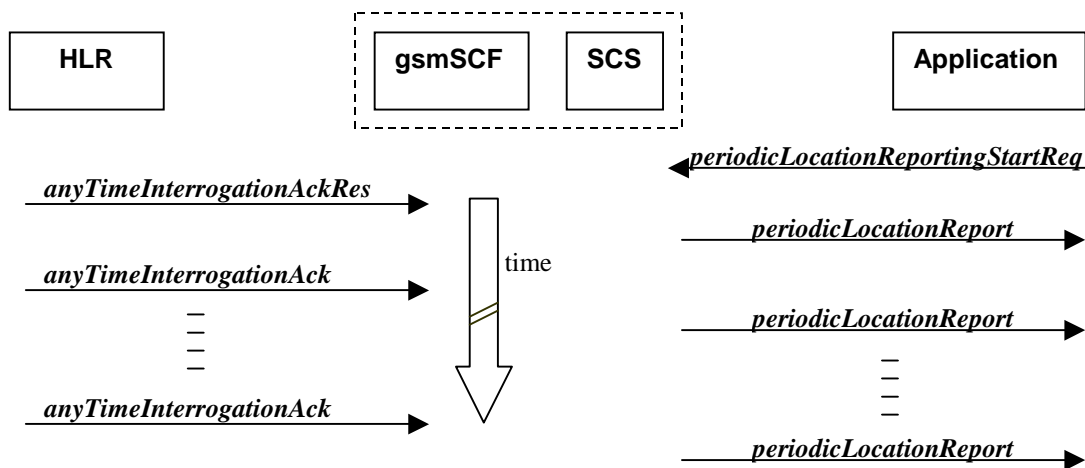 HLR
gsmSCF
SCS
Application
periodicLocationReportingStartReq
anyTimeInterrogationAckRes
periodicLocationReport
time
anyTimeInterrogationAck
periodicLocationReport
anyTimeInterrogationAck
periodicLocationReport